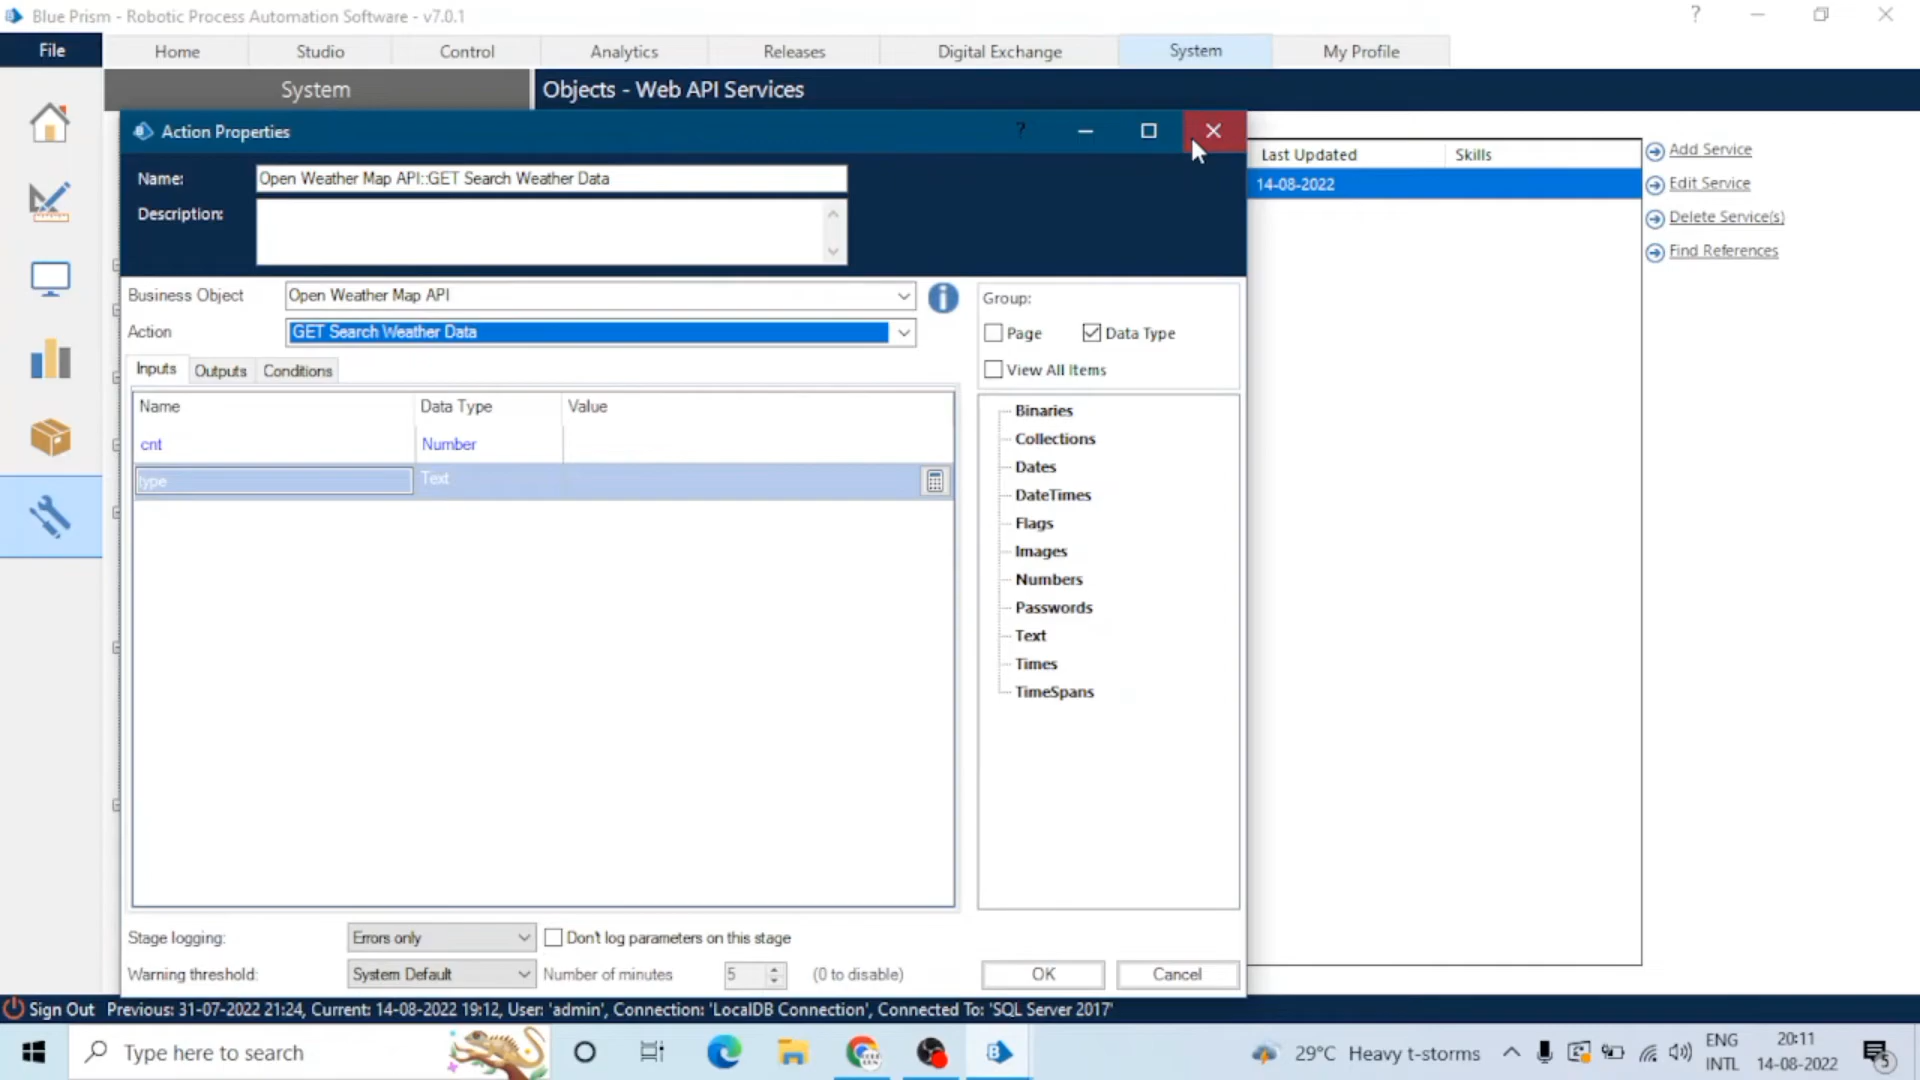 Blue Prism - Robotic Process Automation Software - v7.0.1
?
File
Home
Studio
Control
Analytics
Releases
Digital Exchange
System
My Profile
System
Objects - Web API Services
Action Properties
?
Name:
Open Weather Map API::GET Search Weather Data
Description:
Last Updated
Skills
14-08-2022
Add Service
Edit Service
Delete Service(s)
Find References
Business Object
Open Weather Map API
Action
GET Search Weather Data
Group:
Page
Data Type
View All Items
Inputs
Outputs
Conditions
Name
Data Type
Value
cnt
Number
type
Text
Binaries
Collections
Dates
DateTimes
Flags
Images
Numbers
Passwords
Text
Times
TimeSpans
Stage logging:
Errors only
Don't log parameters on this stage
Warning threshold:
System Default
Number of minutes
5
(0 to disable)
OK
Cancel
Sign Out
Previous: 31-07-2022 21:24, Current: 14-08-2022 19:12, User: 'admin', Connection: 'LocalDB Connection', Connected To: 'SQL Server 2017'
Type here to search
29°C Heavy t-storms
ENG
INTL
20:11
14-08-2022
5